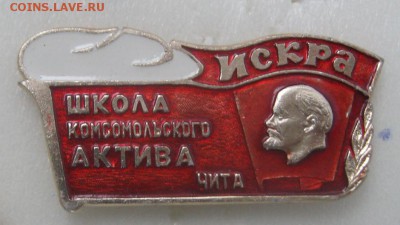 COINS.LAVE.RU
искра
ШКОЛА
КОМСОМОЛЬСКОГО
АКТИВА
ЧИТА